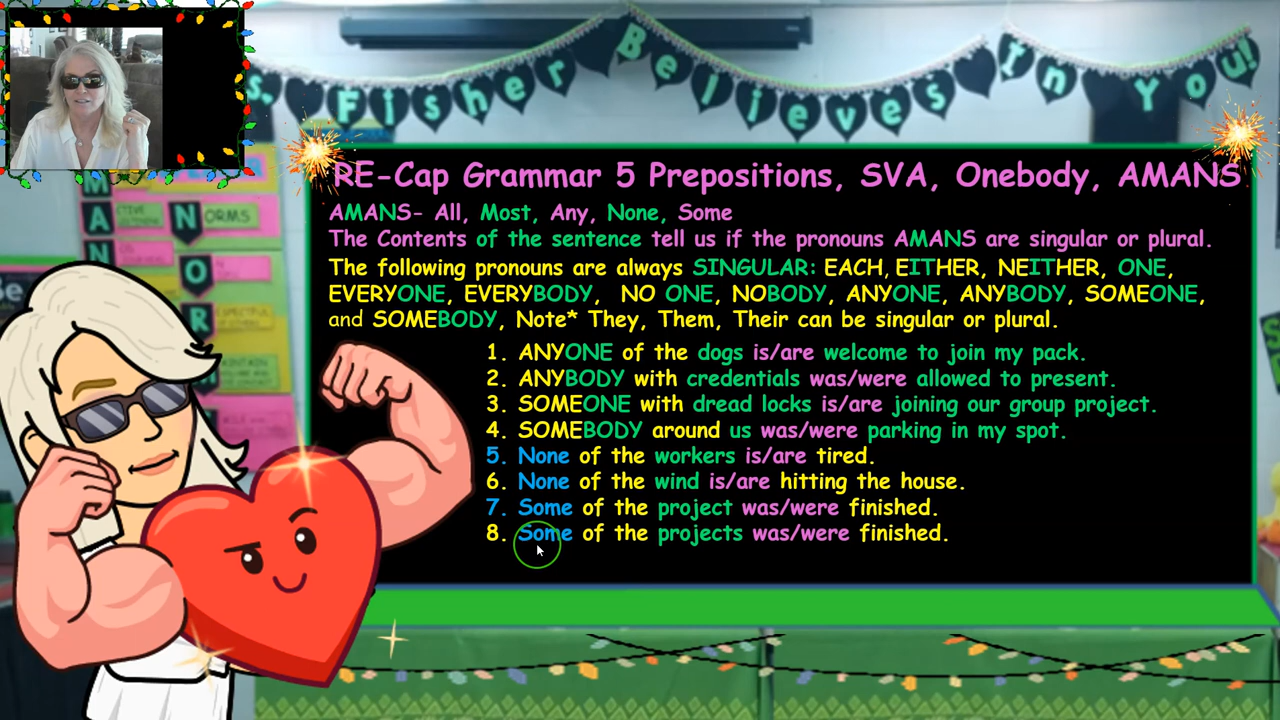 s. Fisher Believes In You!
RE-Cap Grammar 5 Prepositions, SVA, Onebody, AMANS
AMANS- All, Most, Any, None, Some
The Contents of the sentence tell us if the pronouns AMANS are singular or plural.
The following pronouns are always SINGULAR: EACH, EITHER, NEITHER, ONE,
EVERYONE, EVERYBODY, NO ONE, NOBODY, ANYONE, ANYBODY, SOMEONE,
and SOMEBODY, Note* They, Them, Their can be singular or plural.
1. ANYONE of the dogs is/are welcome to join my pack.
2. ANYBODY with credentials was/were allowed to present.
3. SOMEONE with dread locks is/are joining our group project.
4. SOMEBODY around us was/were parking in my spot.
5. None of the workers is/are tired.
6. None of the wind is/are hitting the house.
7. Some of the project was/were finished.
8. Some of the projects was/were finished.
M
A
N
N
ORMS
O
R